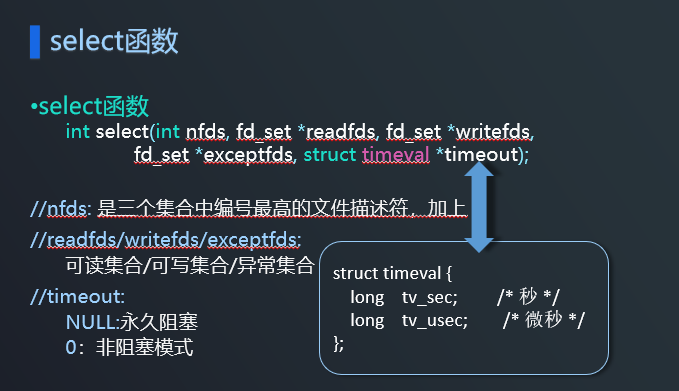 select函数
•select函数
int select(int nfds, fd_set *readfds, fd_set *writefds,
fd_set *exceptfds, struct timeval *timeout);
//nfds: 是三个集合中编号最高的文件描述符，加上
//readfds/writefds/exceptfds:
可读集合/可写集合/异常集合
//timeout:
NULL:永久阻塞
0：非阻塞模式
struct timeval {
long tv_sec; /* 秒 */
long tv_usec; /* 微秒 */
};